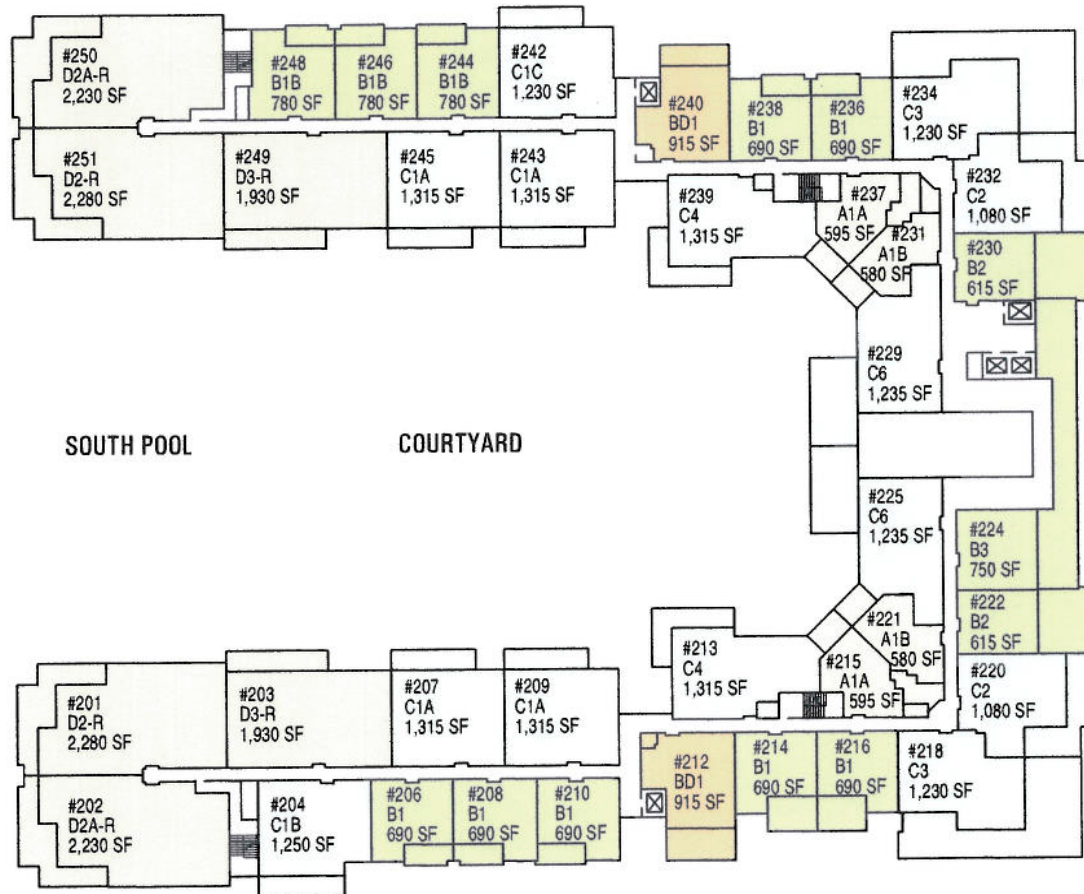 #250
D2A-R
2,230 SF
#248
B1B
780 SF
#246
B1B
780 SF
#244
B1B
780 SF
#242
C1C
1,230 SF
#240
BD1
915 SF
#238
B1
690 SF
#236
B1
690 SF
#234
C3
1,230 SF
#251
D2-R
2,280 SF
#249
D3-R
1,930 SF
#245
C1A
1,315 SF
#243
C1A
1,315 SF
#239
C4
1,315 SF
#237
A1A
595 SF
#231
A1B
580 SF
#232
C2
1,080 SF
#230
B2
615 SF
#229
C6
1,235 SF
SOUTH POOL
COURTYARD
#225
C6
1,235 SF
#224
B3
750 SF
#222
B2
615 SF
#221
A1B
580 SF
#213
C4
1,315 SF
#215
A1A
595 SF
#220
C2
1,080 SF
#201
D2-R
2,280 SF
#203
D3-R
1,930 SF
#207
C1A
1,315 SF
#209
C1A
1,315 SF
#212
BD1
915 SF
#214
B1
690 SF
#216
B1
690 SF
#218
C3
1,230 SF
#202
D2A-R
2,230 SF
#204
C1B
1,250 SF
#206
B1
690 SF
#208
B1
690 SF
#210
B1
690 SF